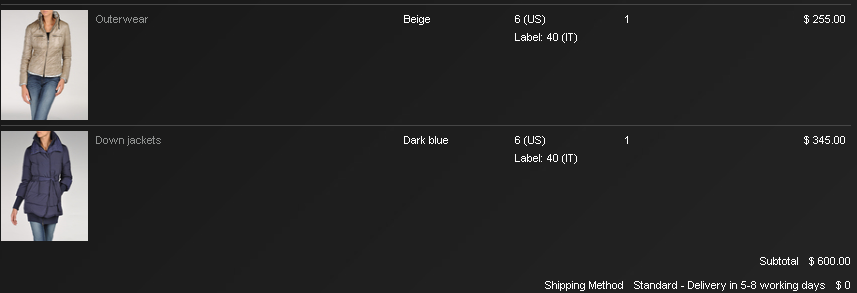 Outerwear Beige 6 (US) 1 $ 255.00
Label: 40 (IT)
Down jackets Dark blue 6 (US) 1 $ 345.00
Label: 40 (IT)
Subtotal $ 600.00
Shipping Method Standard - Delivery in 5-8 working days $ 0